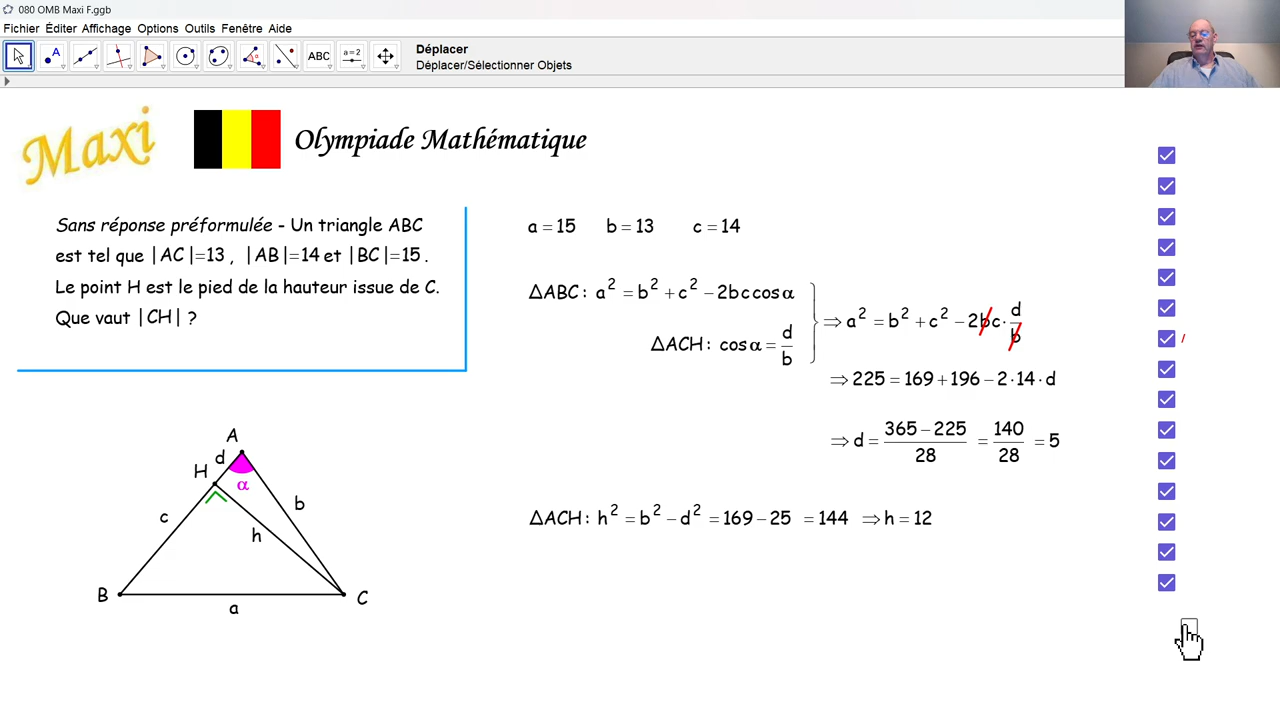 080 OMB Maxi F.ggb
Fichier Éditer Affichage Options Outils Fenêtre Aide
A
ABC
a=2
Déplacer
Déplacer/Sélectionner Objets
Maxi
Olympiade Mathématique
Sans réponse préformulée - Un triangle ABC
est tel que |AC|=13, |AB|=14 et |BC|=15.
Le point H est le pied de la hauteur issue de C.
Que vaut |CH| ?
a = 15 b = 13 c = 14
ΔABC: a² = b² + c² − 2bc cos α
ΔACH: cos α = d/b
⇒ a² = b² + c² − 2bc · d/b
⇒ 225 = 169 + 196 − 2 · 14 · d
⇒ d = (365 − 225)/28 = 140/28 = 5
ΔACH: h² = b² − d² = 169 − 25 = 144 ⇒ h = 12
A
d
H
α
b
c
h
B
C
a